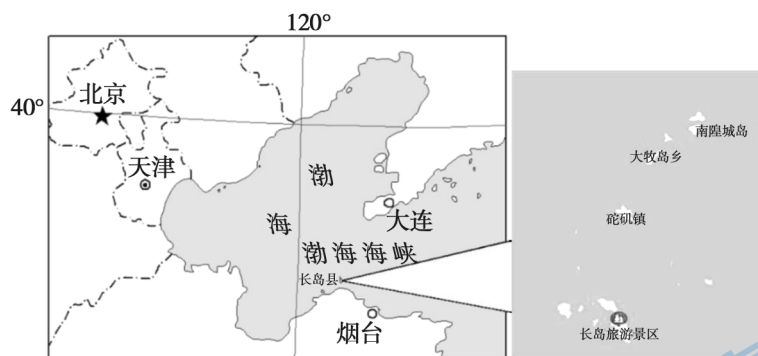 120°
40°
北京
天津
渤
海
大连
渤海海峡
长岛县
烟台
南隍城岛
大牧岛乡
砣矶镇
长岛旅游景区